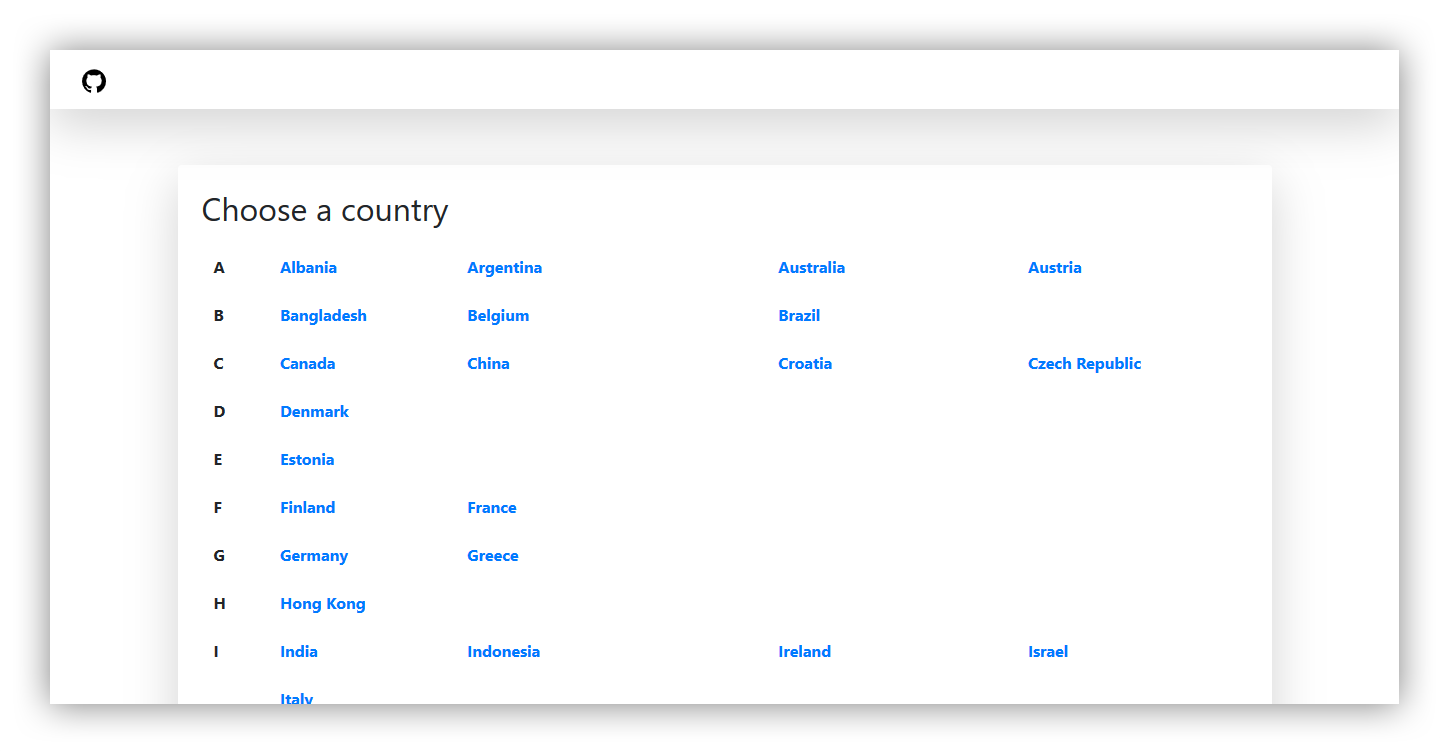 Choose a country
A Albania Argentina Australia Austria
B Bangladesh Belgium Brazil
C Canada China Croatia Czech Republic
D Denmark
E Estonia
F Finland France
G Germany Greece
H Hong Kong
I India Indonesia Ireland Israel
Italy